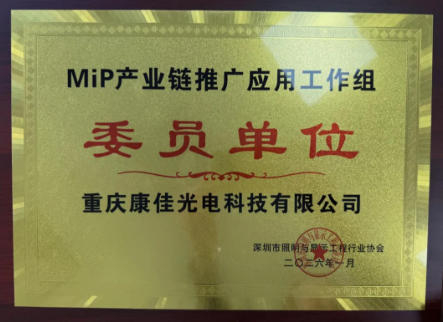 MiP产业链推广应用工作组
委员单位
重庆康佳光电科技有限公司
深圳市照明与显示工程行业协会
二〇二六年一月